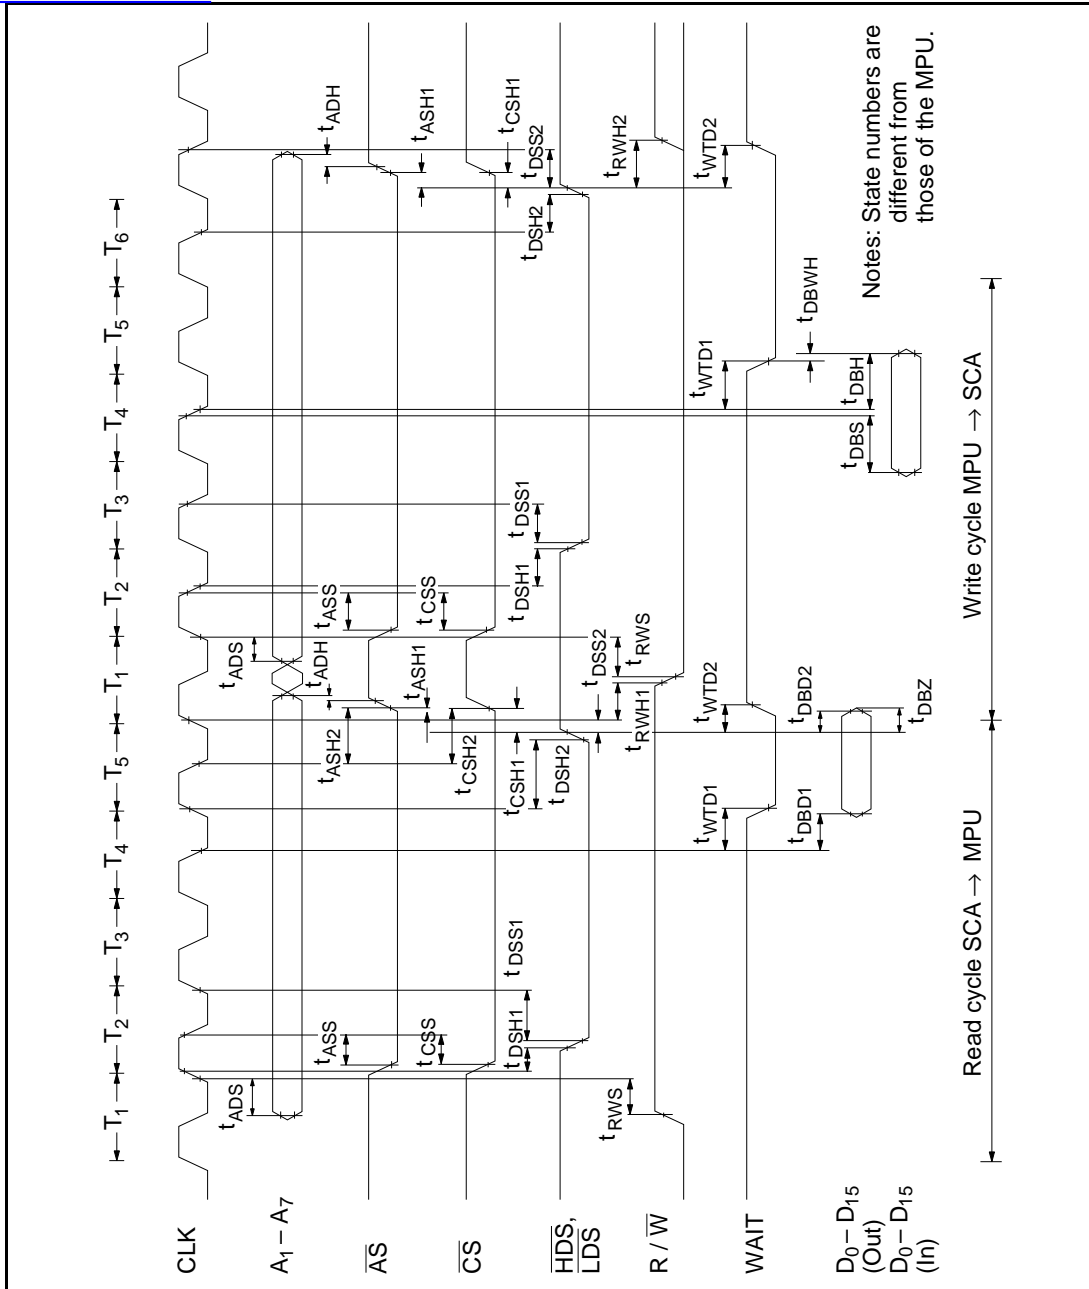 T1 T2 T3 T4 T5 T1 T2 T3 T4 T5 T6
CLK
tADS tADS
A1 – A7
tADH tADH
AS
tASS tASH2 tASS
tASH1 tASH1
CS
tCSS tCSH2 tCSS
tCSH1 tCSH1
HDS,
LDS
tDSH1 tDSS1 tDSH2 tDSS2 tDSH1 tDSS1 tDSH2 tDSS2
R / W
tRWS tRWH1 tRWS tRWH2
WAIT
tWTD1 tWTD2 tWTD1 tWTD2
tDBD1 tDBD2 tDBWH
D0 – D15
(Out)
tDBZ tDBS tDBH
D0 – D15
(In)
Notes: State numbers are
different from
those of the MPU.
Read cycle SCA → MPU Write cycle MPU → SCA